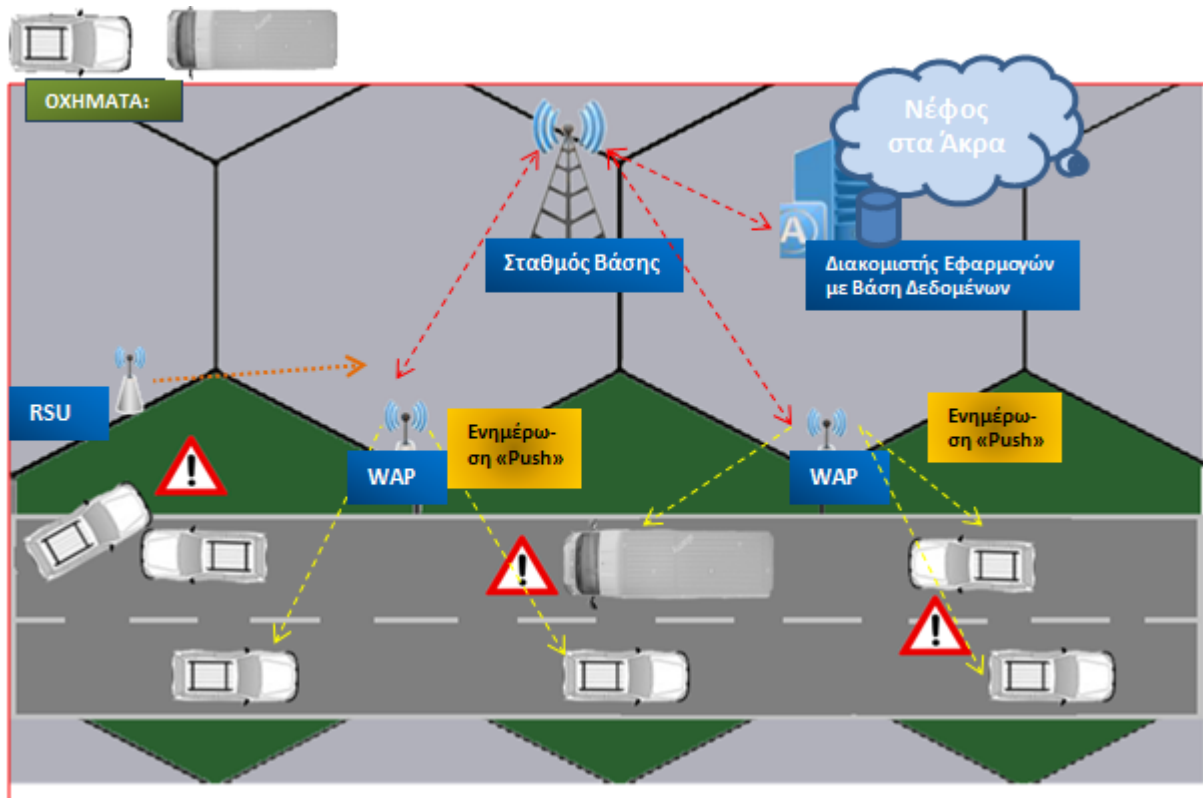 ΟΧΗΜΑΤΑ:
Νέφος
στα Άκρα
A
Σταθμός Βάσης
Διακομιστής Εφαρμογών
με Βάση Δεδομένων
RSU
Ενημέρω-
ση «Push»
WAP
Ενημέρω-
ση «Push»
WAP